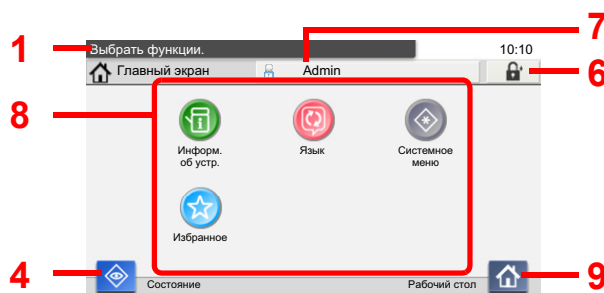 7
1
Выбрать функции.
10:10
Главный экран
Admin
6
8
Информ.
об устр.
Язык
Системное
меню
Избранное
4
Состояние
Рабочий стол
9